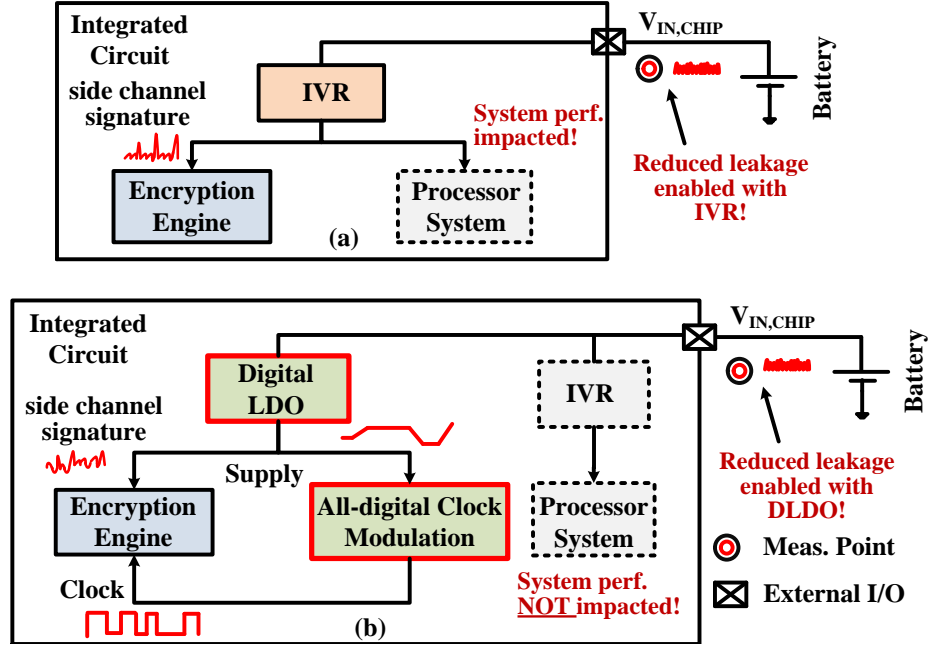 Integrated
Circuit
side channel
signature
IVR
V_IN,CHIP
Battery
System perf.
impacted!
Reduced leakage
enabled with
IVR!
Encryption
Engine
Processor
System
(a)
Integrated
Circuit
Digital
LDO
IVR
V_IN,CHIP
Battery
side channel
signature
Supply
Encryption
Engine
All-digital Clock
Modulation
Processor
System
Reduced leakage
enabled with
DLDO!
Meas. Point
External I/O
Clock
System perf.
NOT impacted!
(b)